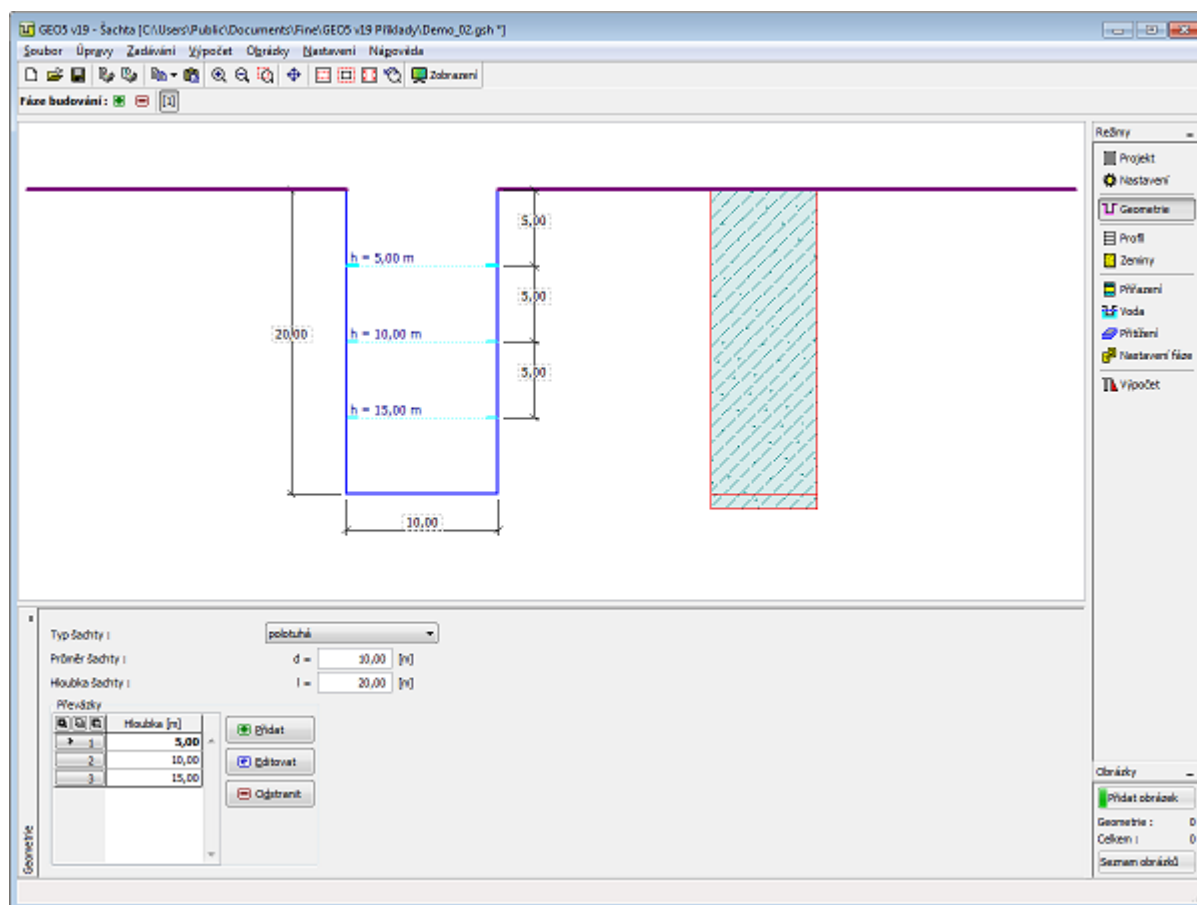 GEO5 v19 - Šachta [C:\Users\Public\Documents\Fine\GEO5 v19 Příklady\Demo_02.gsh *]
Soubor Úpravy Zadávání Výpočet Obrázky Nastavení Nápověda
Zobrazení
Fáze budování : [1]
Režimy
Projekt
Nastavení
Geometrie
Profil
Zeminy
Přiřazení
Voda
Přitížení
Nastavení fáze
Výpočet
5,00
h = 5,00 m
5,00
20,00
h = 10,00 m
5,00
h = 15,00 m
10,00
Geometrie
Typ šachty : polotuhá
Průměr šachty : d = 10,00 [m]
Hloubka šachty : l = 20,00 [m]
Převázky
Hloubka [m]
1 5,00
2 10,00
3 15,00
Přidat
Editovat
Odstranit
Obrázky
Přidat obrázek
Geometrie : 0
Celkem : 0
Seznam obrázků